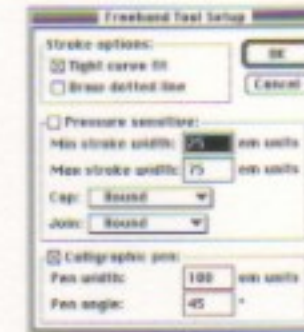 Freehand Tool Setup
Stroke options:
Tight curve fit
Draw dotted line
OK
Cancel
Pressure sensitive:
Min stroke width: 25 em units
Max stroke width: 75 em units
Cap: Round
Join: Round
Calligraphic pen:
Pen width: 100 em units
Pen angle: 45 °